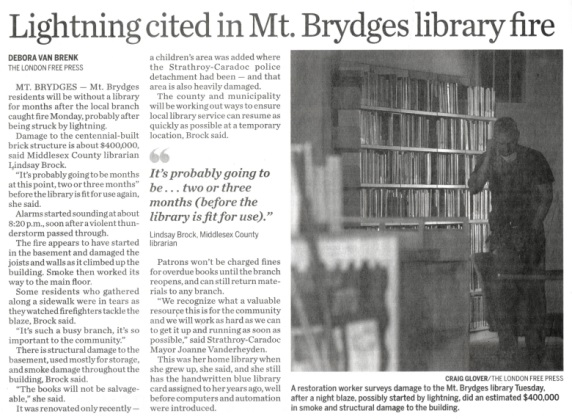 Lightning cited in Mt. Brydges library fire
DEBORA VAN BRENK
THE LONDON FREE PRESS
MT. BRYDGES — Mt. Brydges
residents will be without a library
for months after the local branch
caught fire Monday, probably after
being struck by lightning.
Damage to the centennial-built
brick structure is about $400,000,
said Middlesex County librarian
Lindsay Brock.
“It's probably going to be months
at this point, two or three months”
before the library is fit for use again,
she said.
Alarms started sounding at about
8:20 p.m., soon after a violent thun-
derstorm passed through.
The fire appears to have started
in the basement and damaged the
joists and walls as it climbed up the
building. Smoke then worked its
way to the main floor.
Some residents who gathered
along a sidewalk were in tears as
they watched firefighters tackle the
blaze, Brock said.
“It's such a busy branch, it's so
important to the community.”
There is structural damage to the
basement, used mostly for storage,
and smoke damage throughout the
building, Brock said.
“The books will not be salvage-
able,” she said.
It was renovated only recently —
a children's area was added where
the Strathroy-Caradoc police
detachment had been — and that
area is also heavily damaged.
The county and municipality
will be working out ways to ensure
local library service can resume as
quickly as possible at a temporary
location, Brock said.
“
It's probably going to
be . . . two or three
months (before the
library is fit for use).”
Lindsay Brock, Middlesex County
librarian
Patrons won't be charged fines
for overdue books until the branch
reopens, and can still return mate-
rials to any branch.
“We recognize what a valuable
resource this is for the community
and we will work as hard as we can
to get it up and running as soon as
possible,” said Strathroy-Caradoc
Mayor Joanne Vanderheyden.
This was her home library when
she grew up, she said, and she still
has the handwritten blue library
card assigned to her years ago, well
before computers and automation
were introduced.
CRAIG GLOVER/THE LONDON FREE PRESS
A restoration worker surveys damage to the Mt. Brydges library Tuesday,
after a night blaze, possibly started by lightning, did an estimated $400,000
in smoke and structural damage to the building.